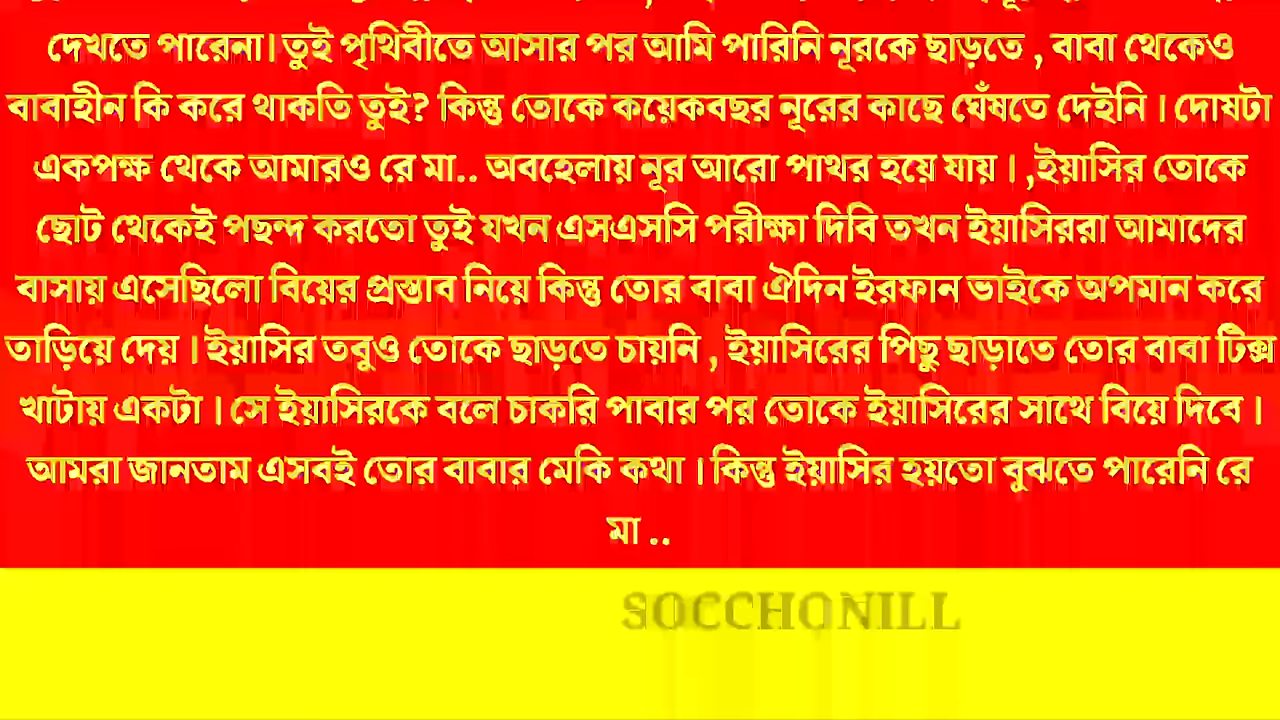 দেখতে পারেনা। তুই পৃথিবীতে আসার পর আমি পারিনি নূরকে ছাড়তে , বাবা থেকেও
বাবাহীন কি করে থাকতি তুই? কিন্তু তোকে কয়েকবছর নূরের কাছে ঘেঁষতে দেইনি । দোষটা
একপক্ষ থেকে আমারও রে মা.. অবহেলায় নূর আরো পাথর হয়ে যায় । ,ইয়াসির তোকে
ছোট থেকেই পছন্দ করতো তুই যখন এসএসসি পরীক্ষা দিবি তখন ইয়াসিররা আমাদের
বাসায় এসেছিলো বিয়ের প্রস্তাব নিয়ে কিন্তু তোর বাবা ঐদিন ইরফান ভাইকে অপমান করে
তাড়িয়ে দেয় । ইয়াসির তবুও তোকে ছাড়তে চায়নি , ইয়াসিরের পিছু ছাড়াতে তোর বাবা টিক্স
খাটায় একটা । সে ইয়াসিরকে বলে চাকরি পাবার পর তোকে ইয়াসিরের সাথে বিয়ে দিবে ।
আমরা জানতাম এসবই তোর বাবার মেকি কথা । কিন্তু ইয়াসির হয়তো বুঝতে পারেনি রে
মা ..
SOCCHONILL